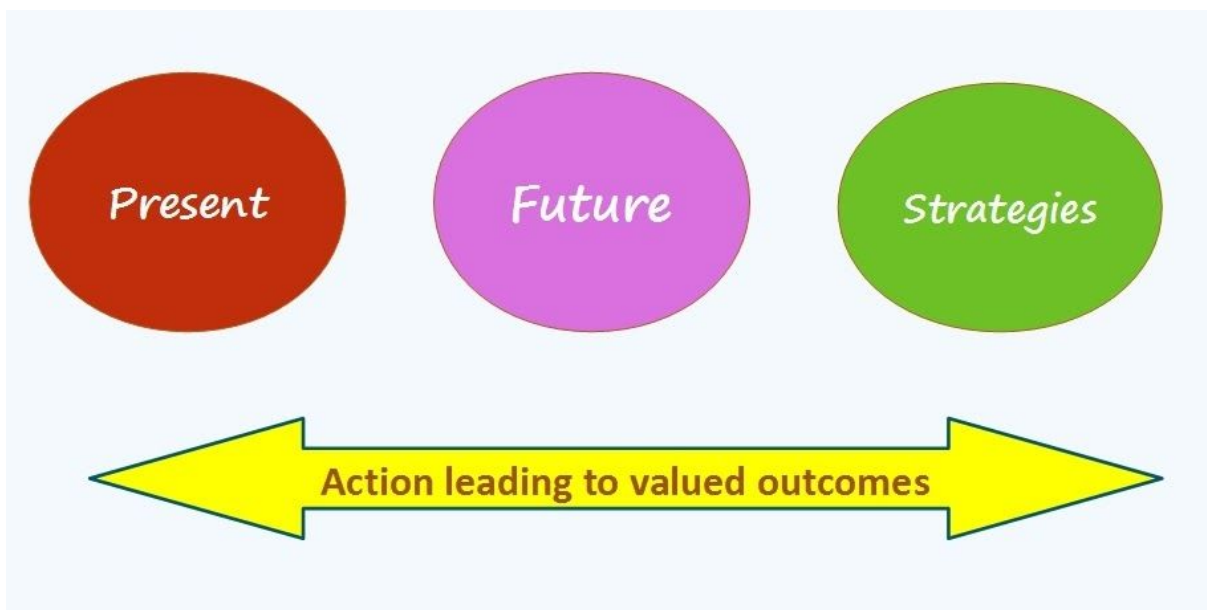 Present
Future
Strategies
Action leading to valued outcomes